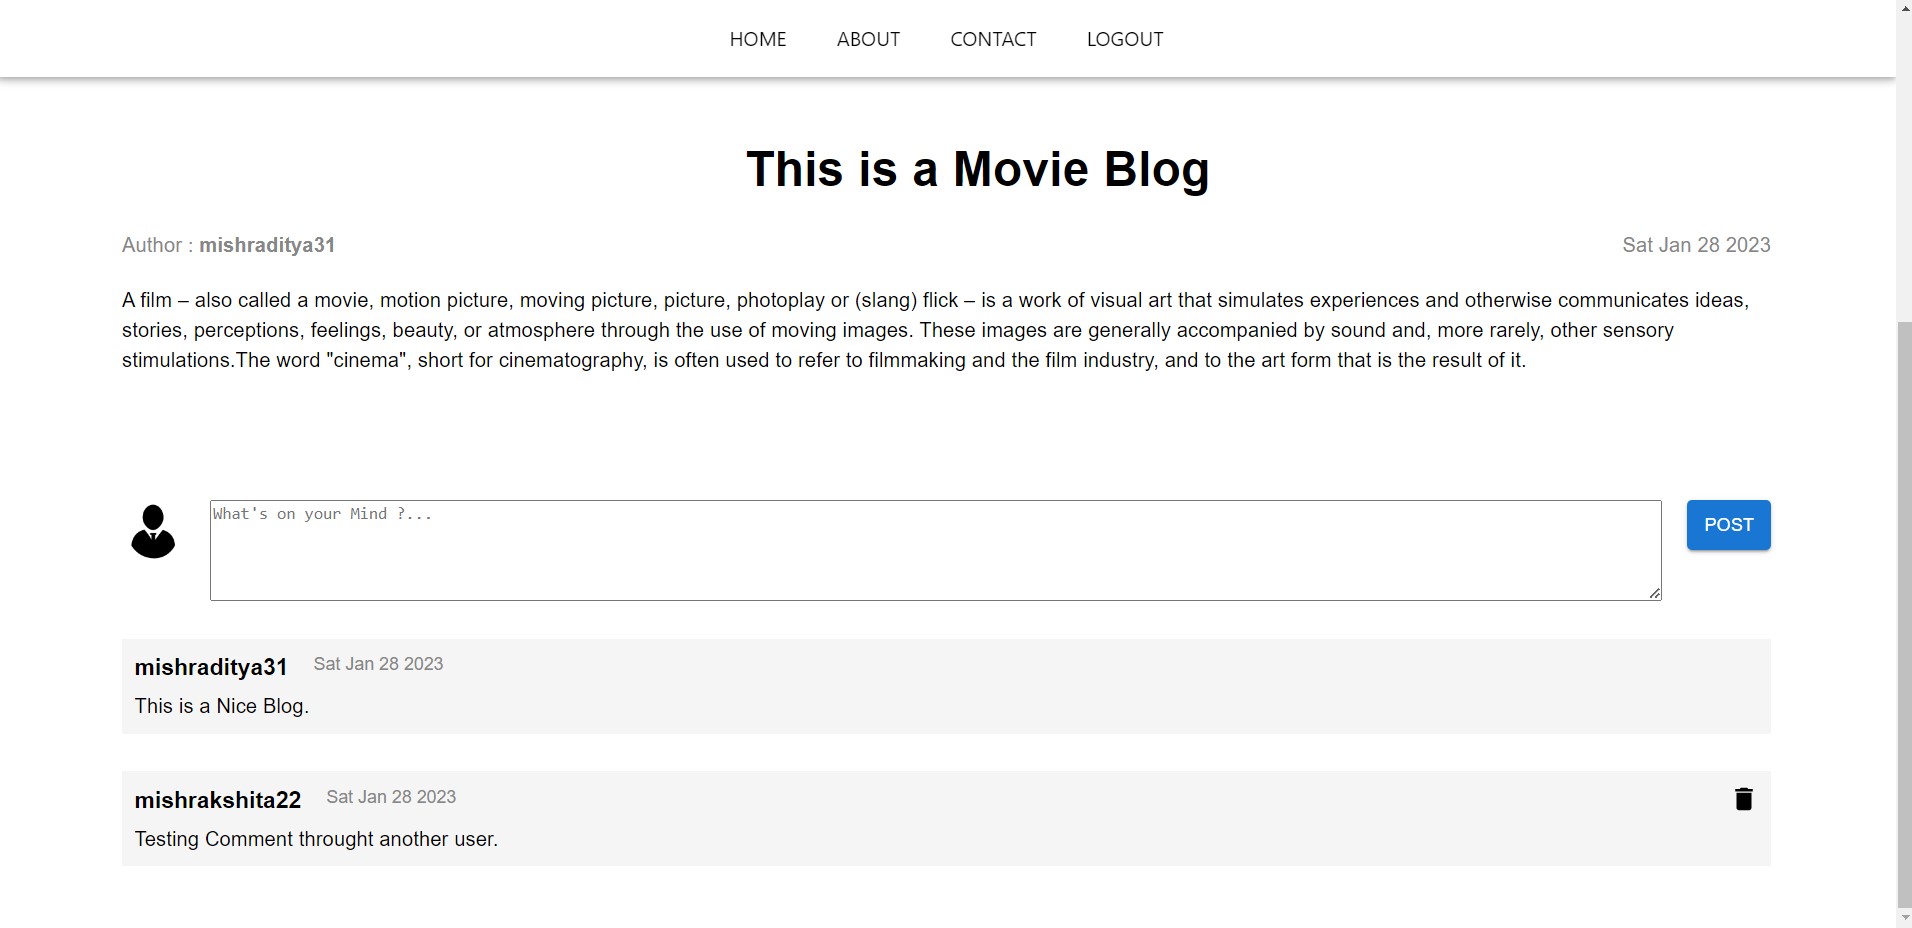 HOME ABOUT CONTACT LOGOUT
This is a Movie Blog
Author : mishraditya31 Sat Jan 28 2023
A film – also called a movie, motion picture, moving picture, picture, photoplay or (slang) flick – is a work of visual art that simulates experiences and otherwise communicates ideas,
stories, perceptions, feelings, beauty, or atmosphere through the use of moving images. These images are generally accompanied by sound and, more rarely, other sensory
stimulations.The word "cinema", short for cinematography, is often used to refer to filmmaking and the film industry, and to the art form that is the result of it.
What's on your Mind ?...
POST
mishraditya31 Sat Jan 28 2023
This is a Nice Blog.
mishrakshita22 Sat Jan 28 2023
Testing Comment throught another user.